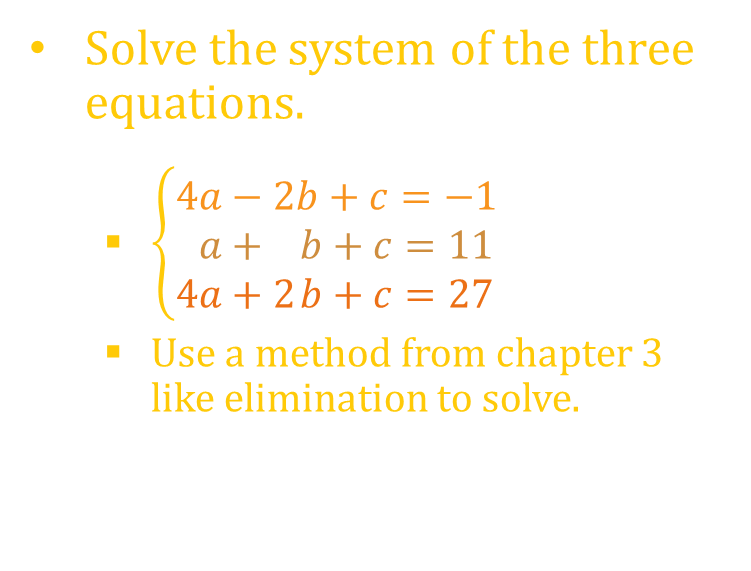 • Solve the system of the three
equations.
4a − 2b + c = −1
▪ a + b + c = 11
4a + 2b + c = 27
▪ Use a method from chapter 3
like elimination to solve.